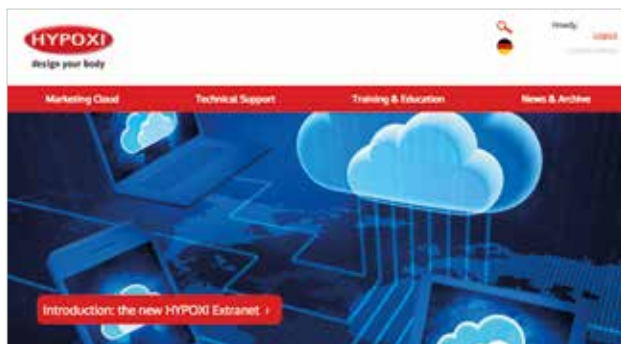 HYPOXI
design your body
Howdy,
Logout
Marketing Cloud
Technical Support
Training & Education
News & Archive
Introduction: the new HYPOXI Extranet ›